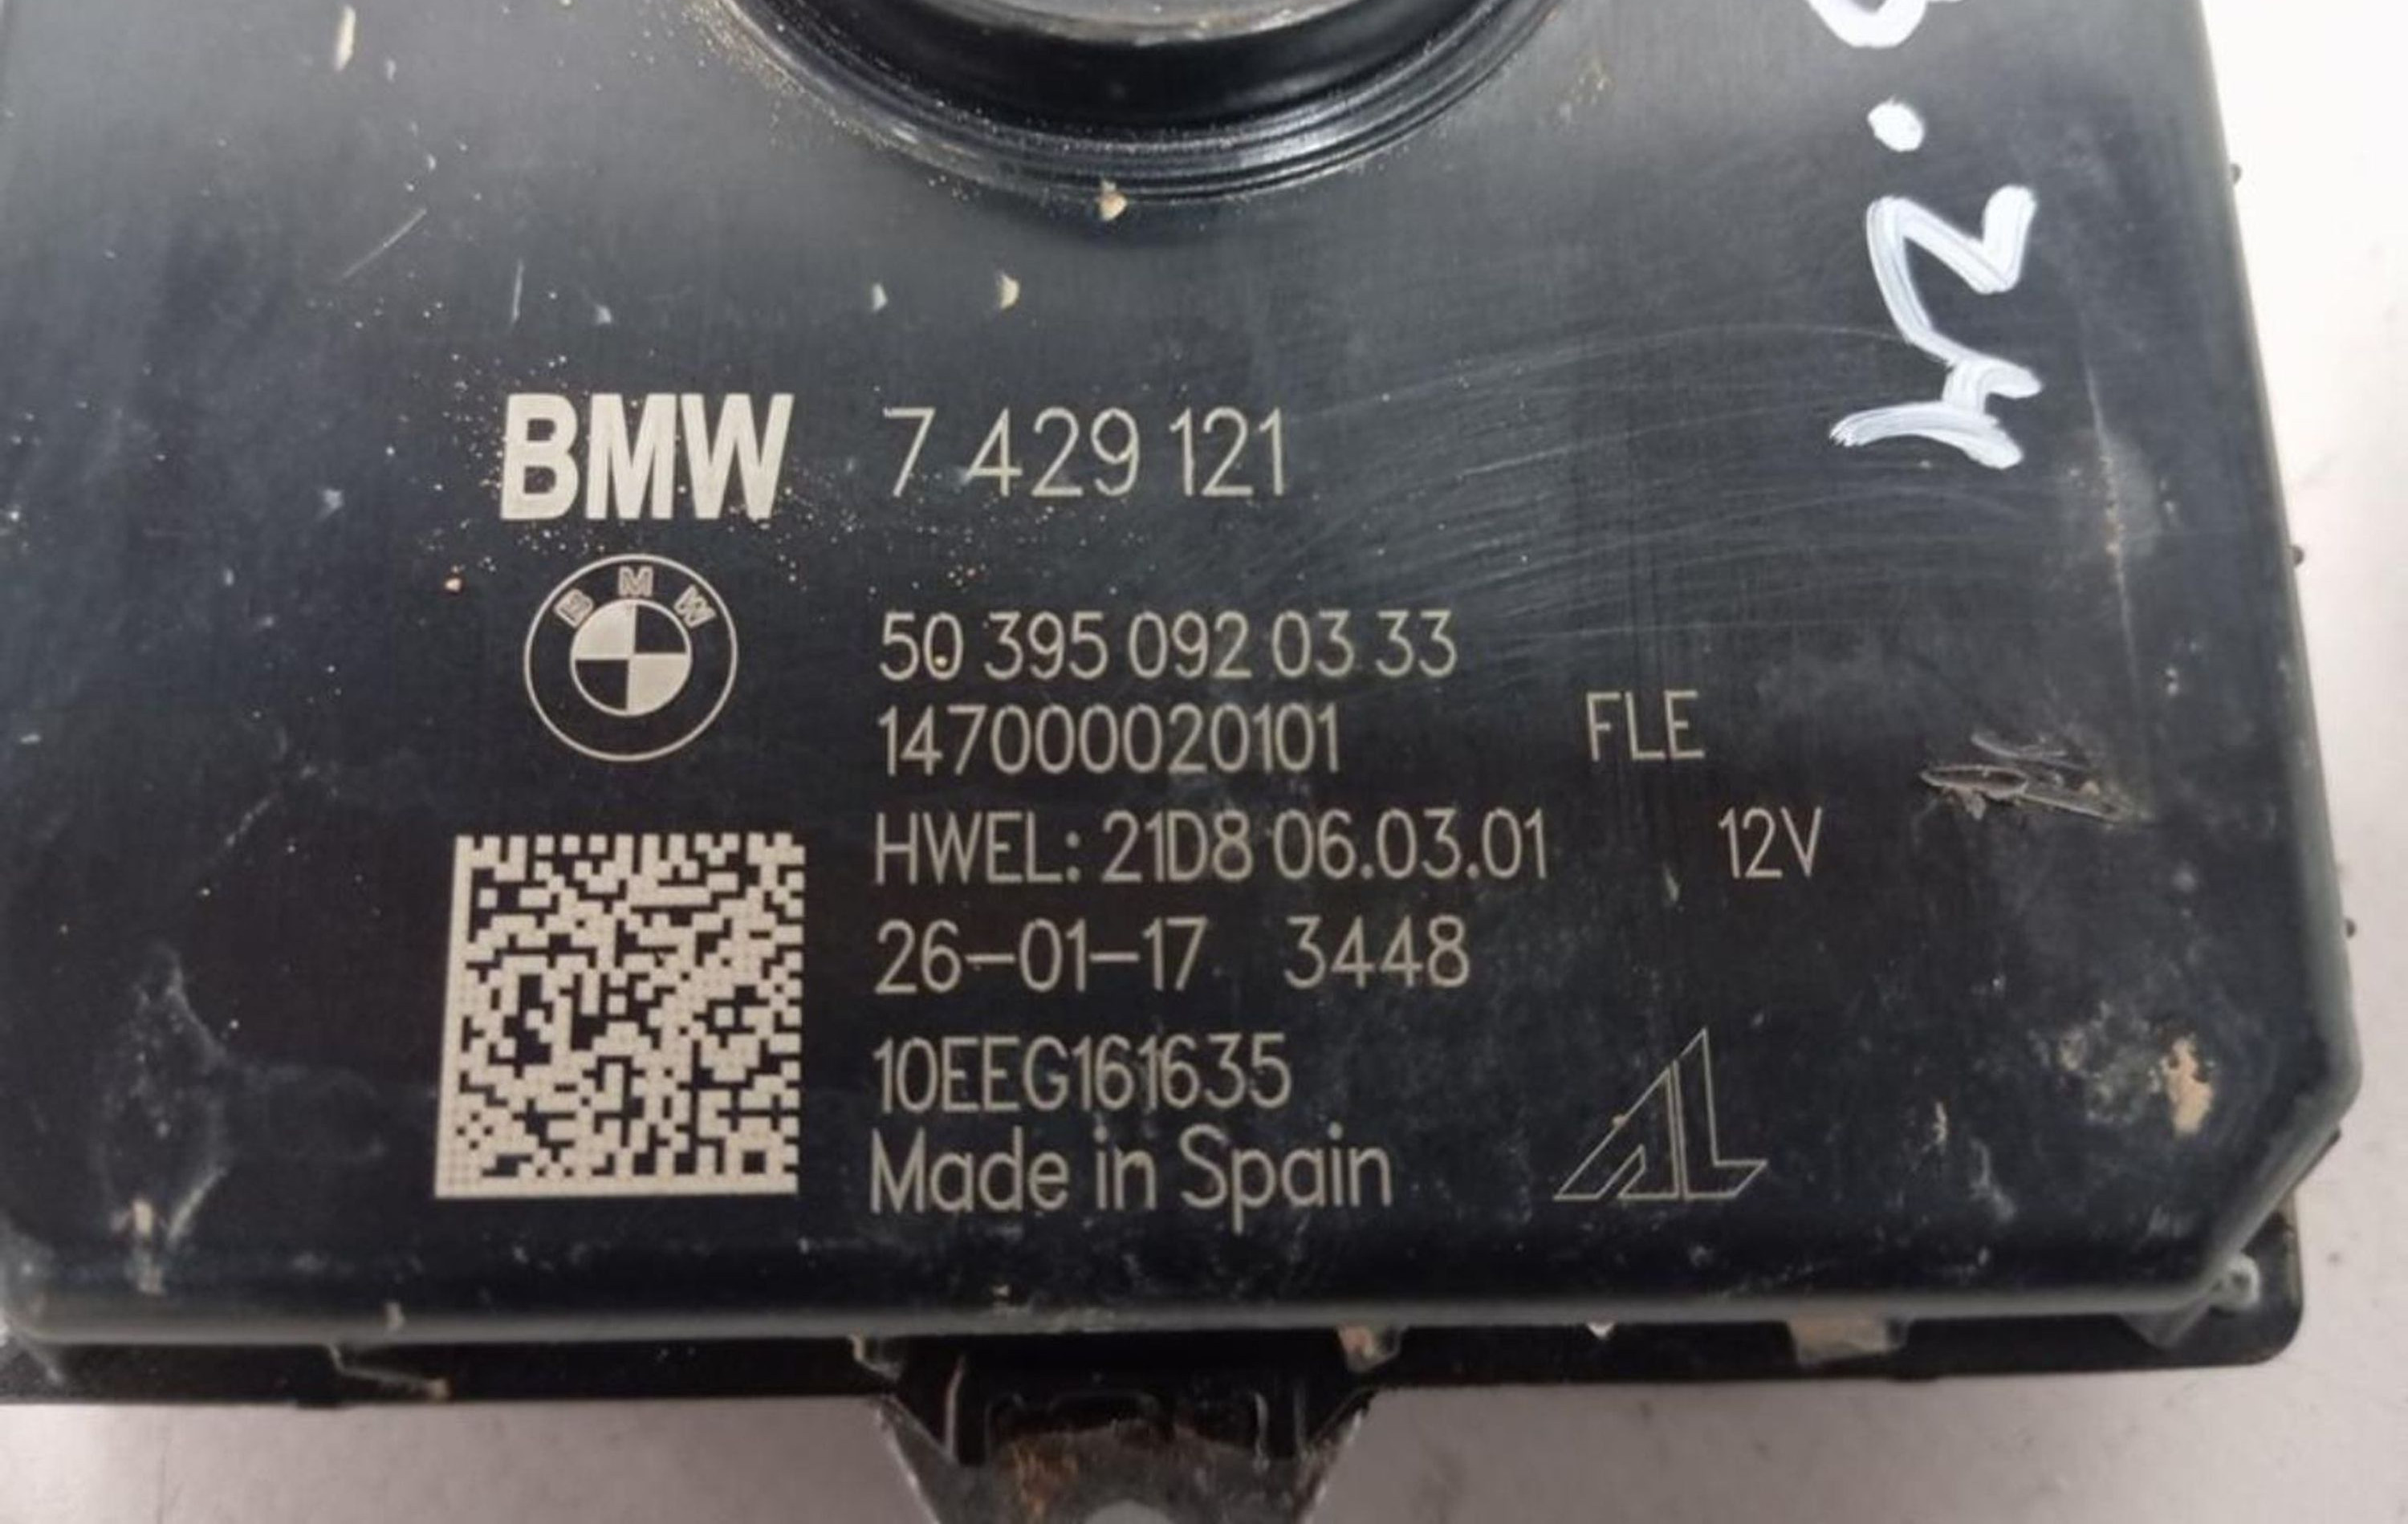 BMW 7 429 121
B M W
50 395 092 03 33
147000020101 FLE
HWEL: 21D8 06.03.01 12V
26-01-17 3448
10EEG161635
Made in Spain
AL